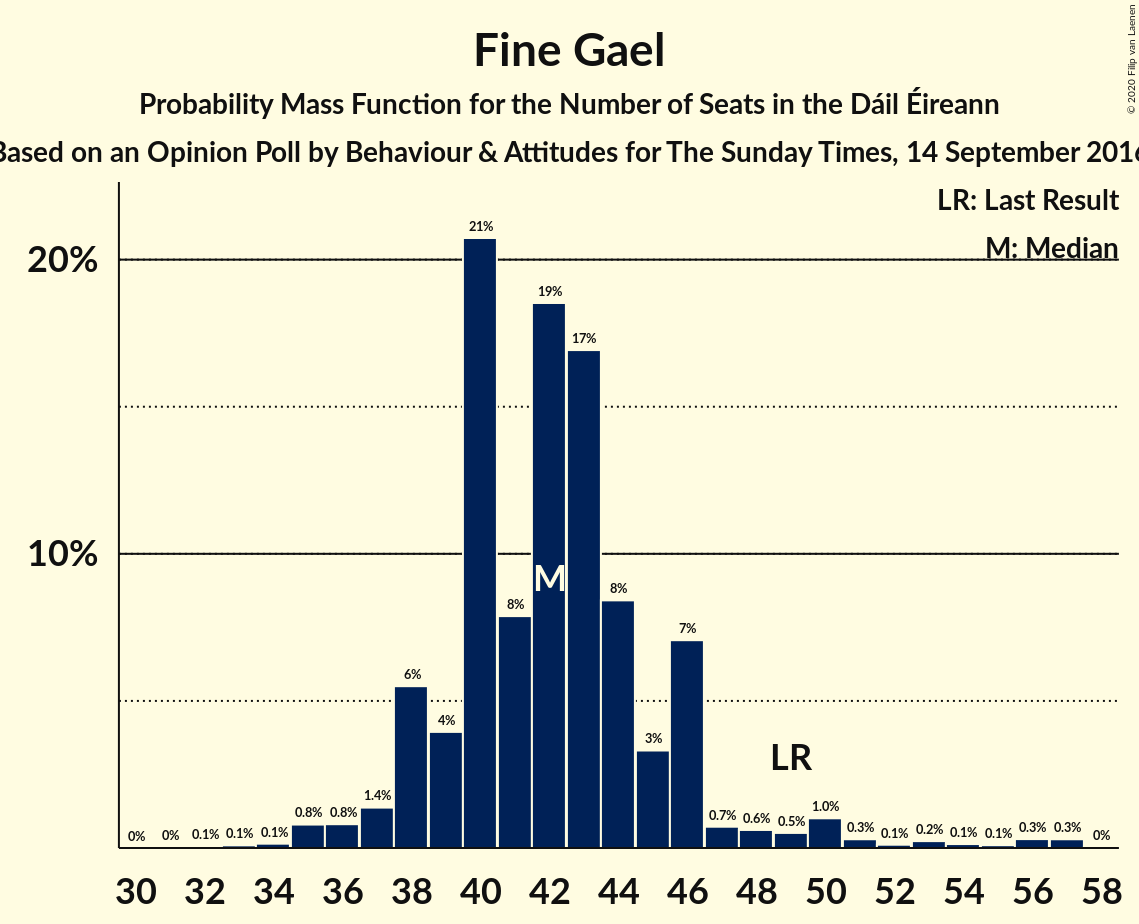 Fine Gael
Probability Mass Function for the Number of Seats in the Dáil Éireann
Based on an Opinion Poll by Behaviour & Attitudes for The Sunday Times, 14 September 2016
© 2020 Filip van Laenen
LR: Last Result
M: Median
20%
10%
0% 0% 0.1% 0.1% 0.1% 0.8% 0.8% 1.4% 6% 4% 21% 8% 19% 17% 8% 3% 7% 0.7% 0.6% 0.5% 1.0% 0.3% 0.1% 0.2% 0.1% 0.1% 0.3% 0.3% 0%
M
LR
30 32 34 36 38 40 42 44 46 48 50 52 54 56 58